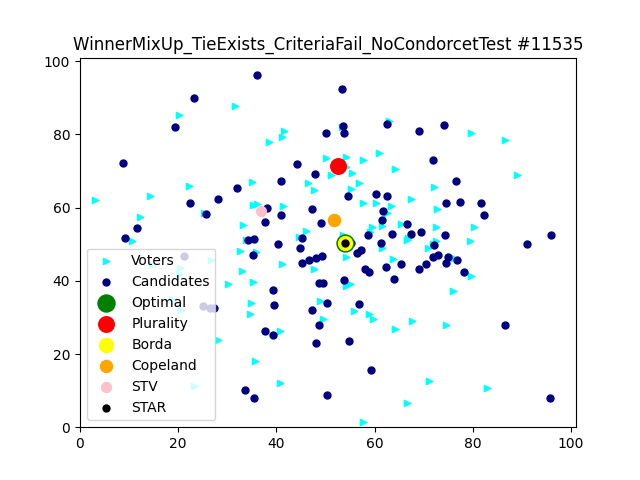 WinnerMixUp_TieExists_CriteriaFail_NoCondorcetTest #11535
100
80
60
40
20
0
Voters
Candidates
Optimal
Plurality
Borda
Copeland
STV
STAR
0 20 40 60 80 100